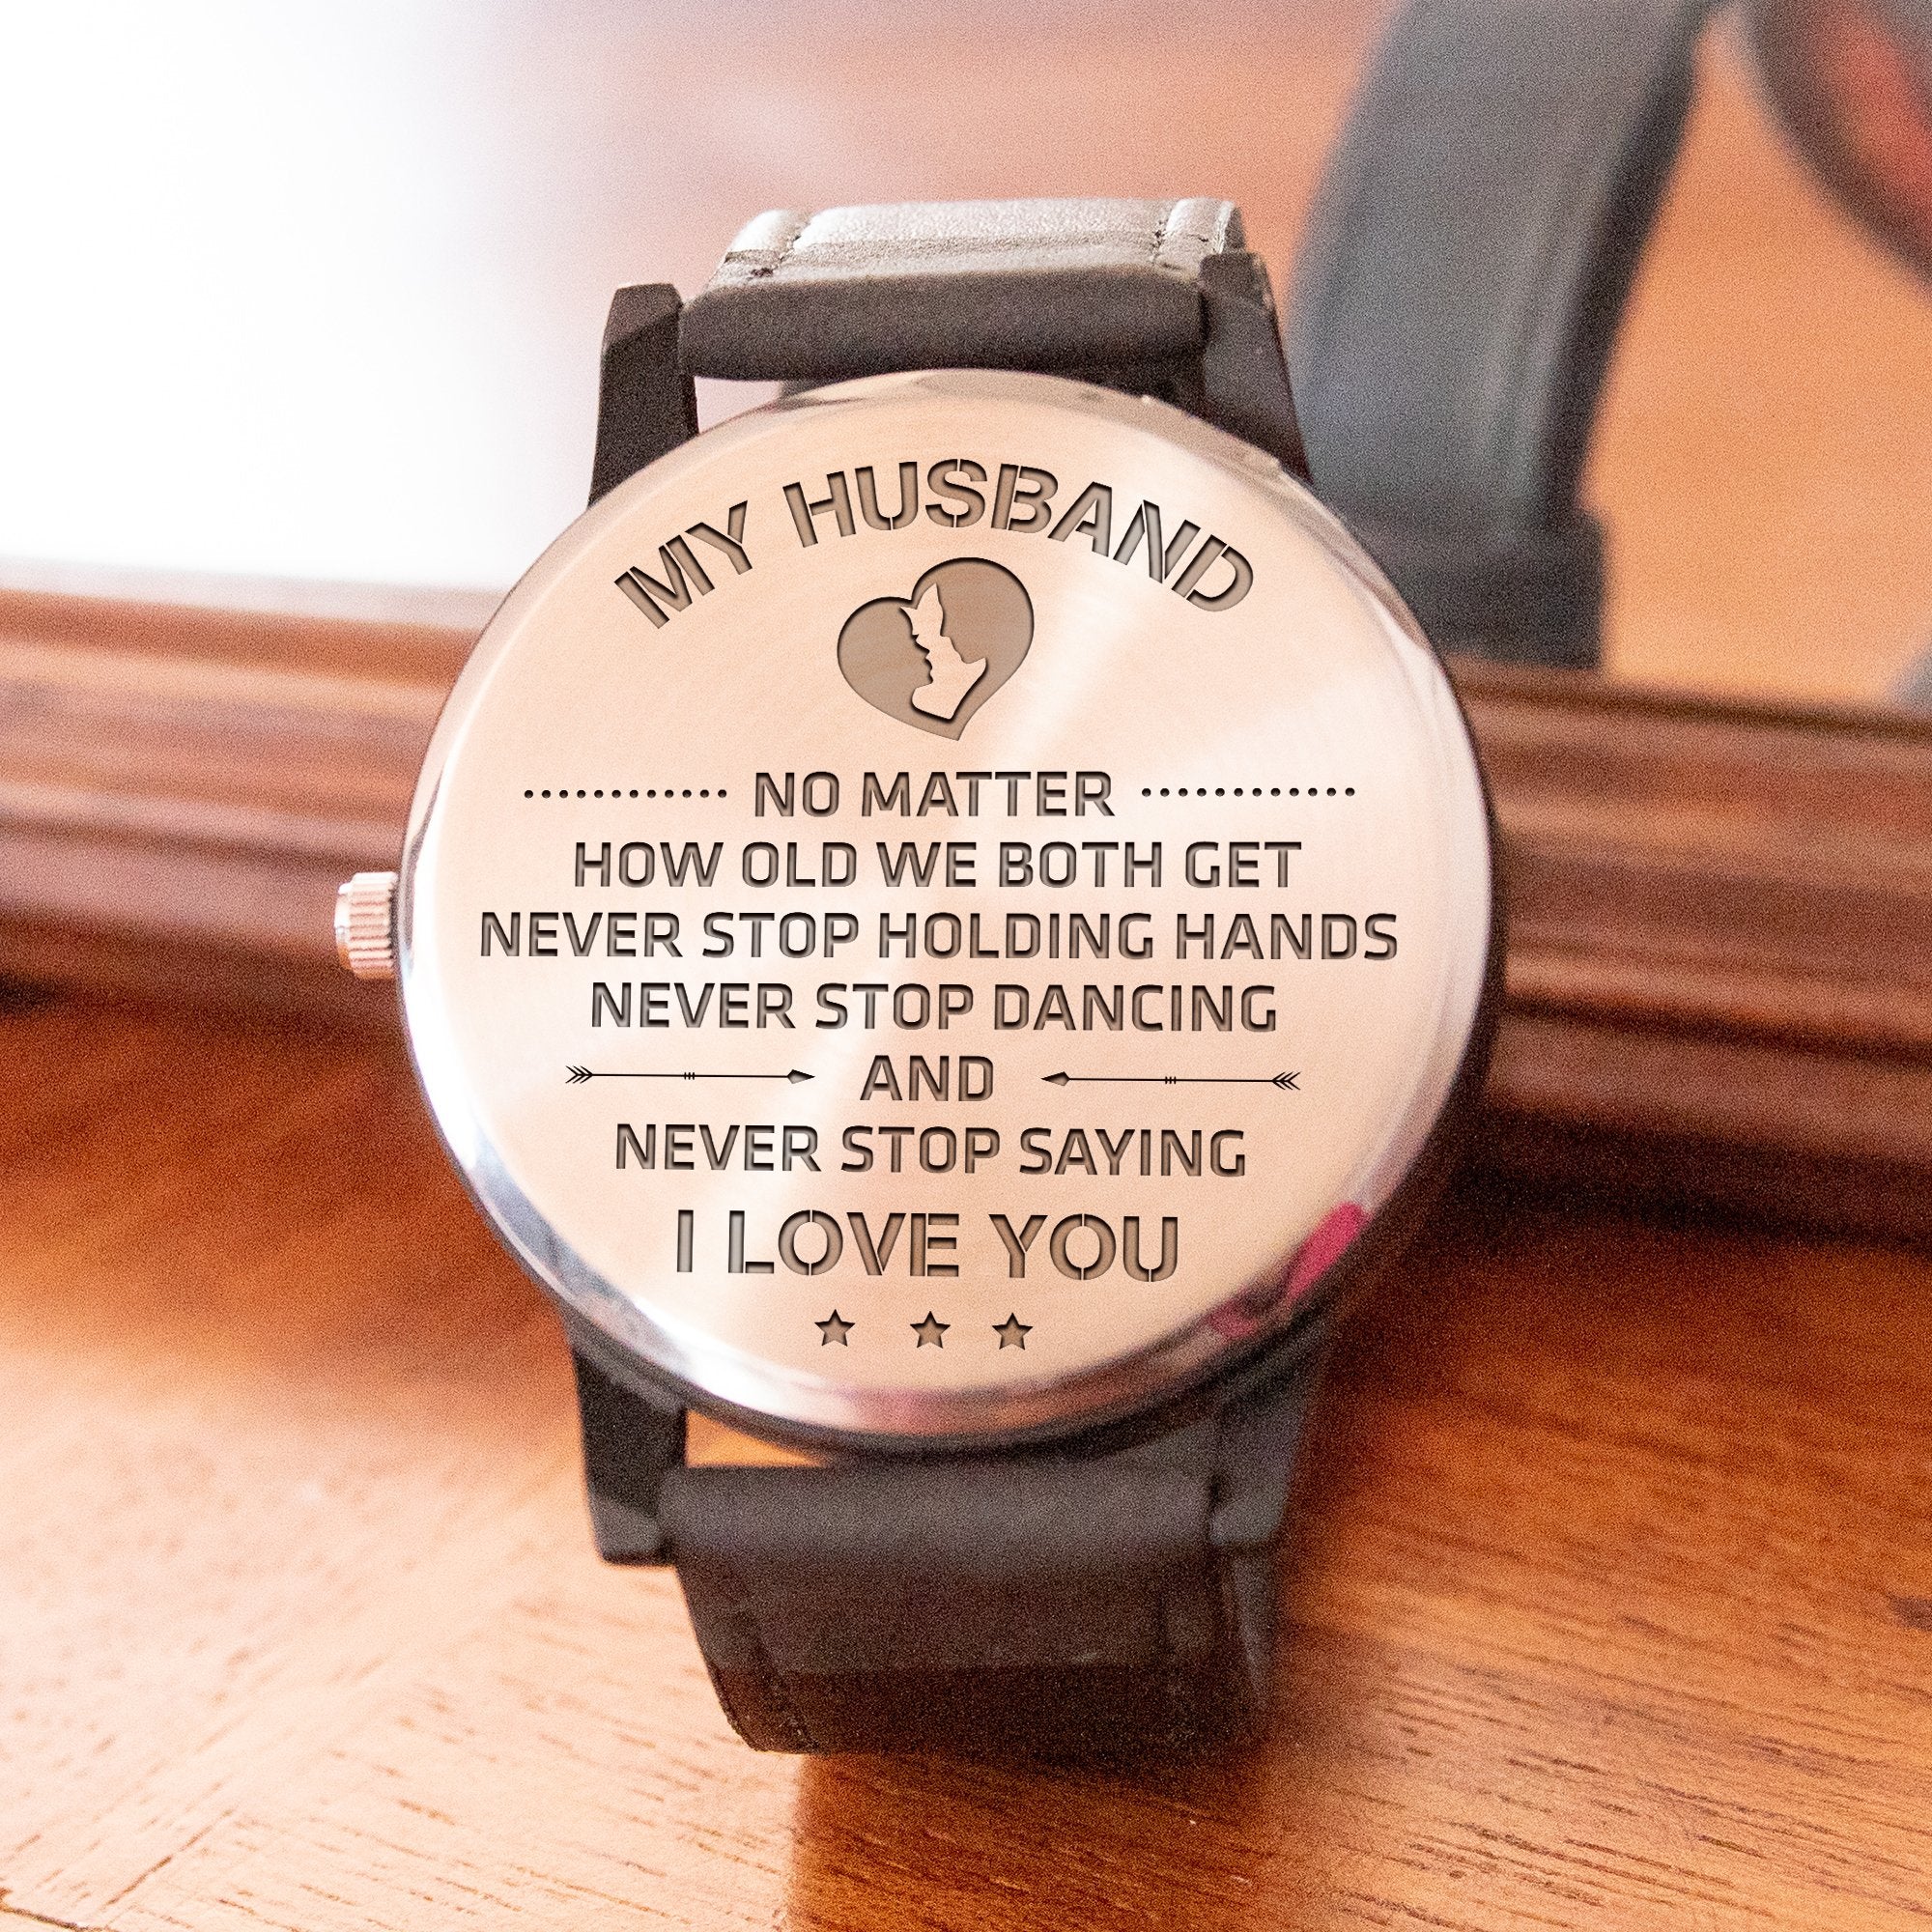 MY HUSBAND
NO MATTER
HOW OLD WE BOTH GET
NEVER STOP HOLDING HANDS
NEVER STOP DANCING
AND
NEVER STOP SAYING
I LOVE YOU